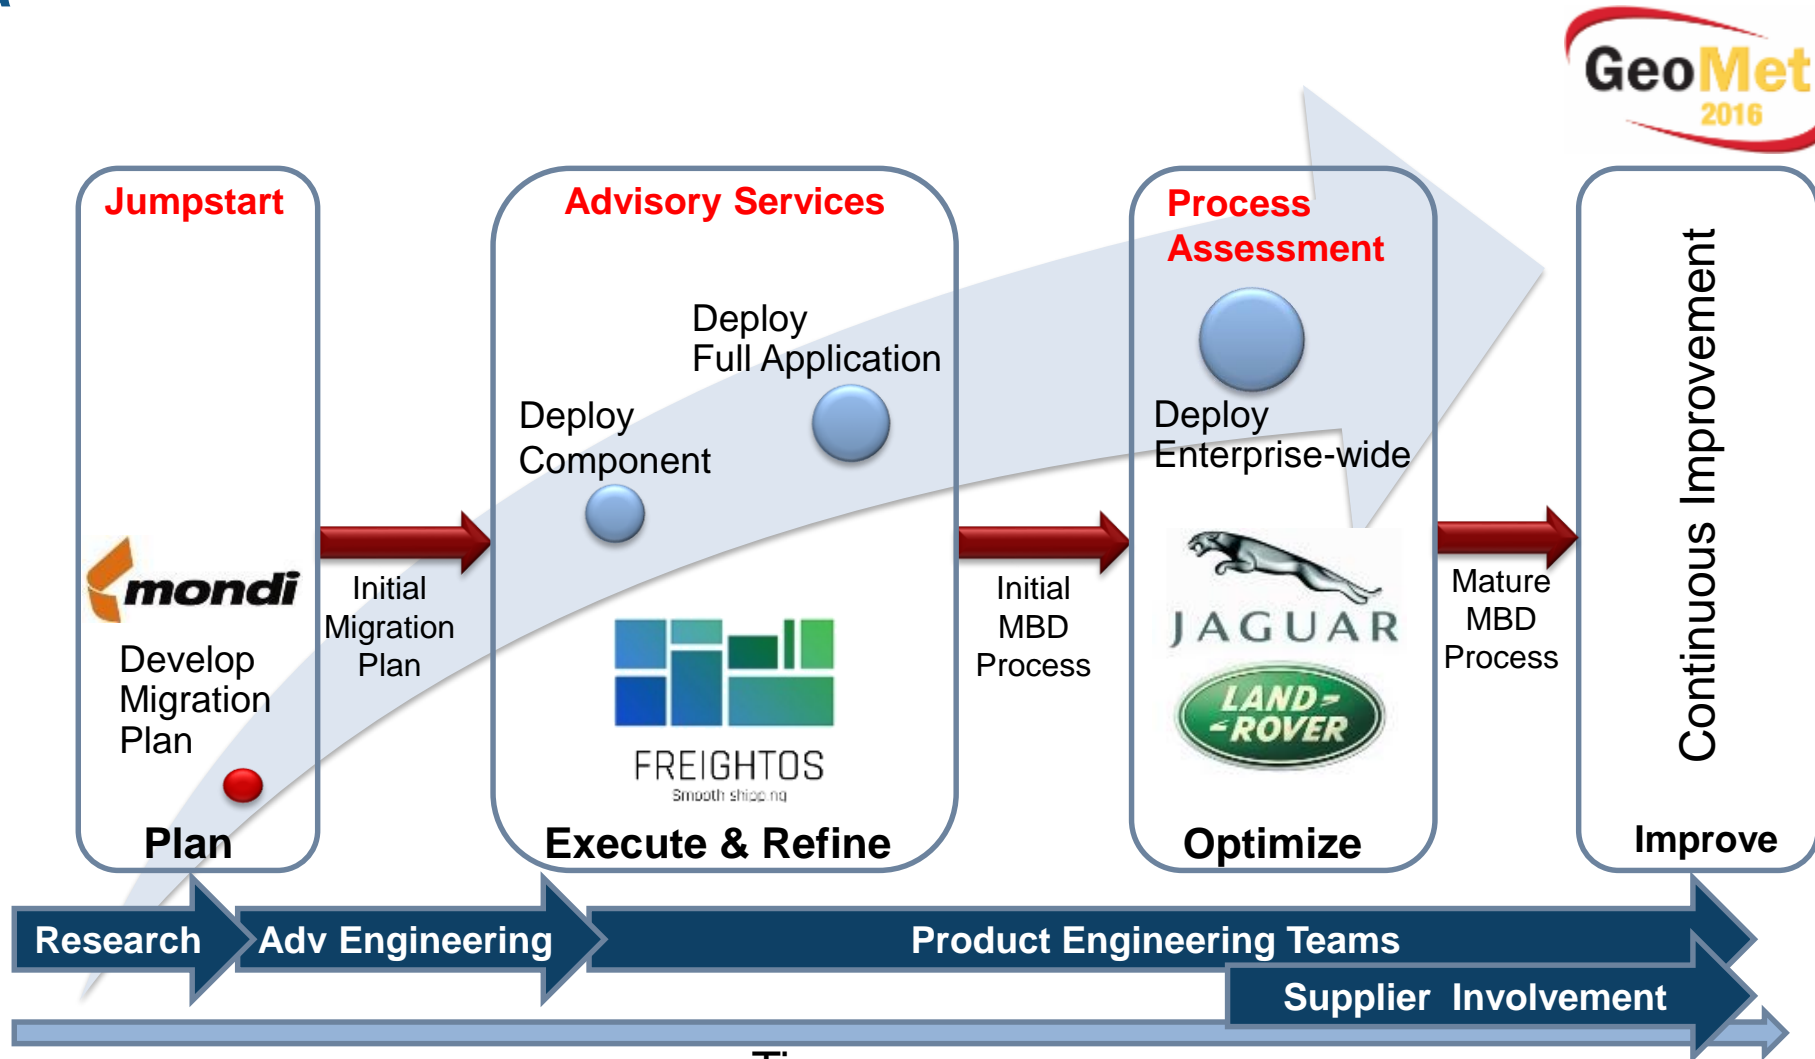 GeoMet
2016
Jumpstart
mondi
Develop
Migration
Plan
Plan
Initial
Migration
Plan
Advisory Services
Deploy
Full Application
Deploy
Component
FREIGHTOS
Smooth shipping
Execute & Refine
Initial
MBD
Process
Process
Assessment
Deploy
Enterprise-wide
JAGUAR
LAND-
-ROVER
Optimize
Mature
MBD
Process
Continuous Improvement
Improve
Research
Adv Engineering
Product Engineering Teams
Supplier Involvement